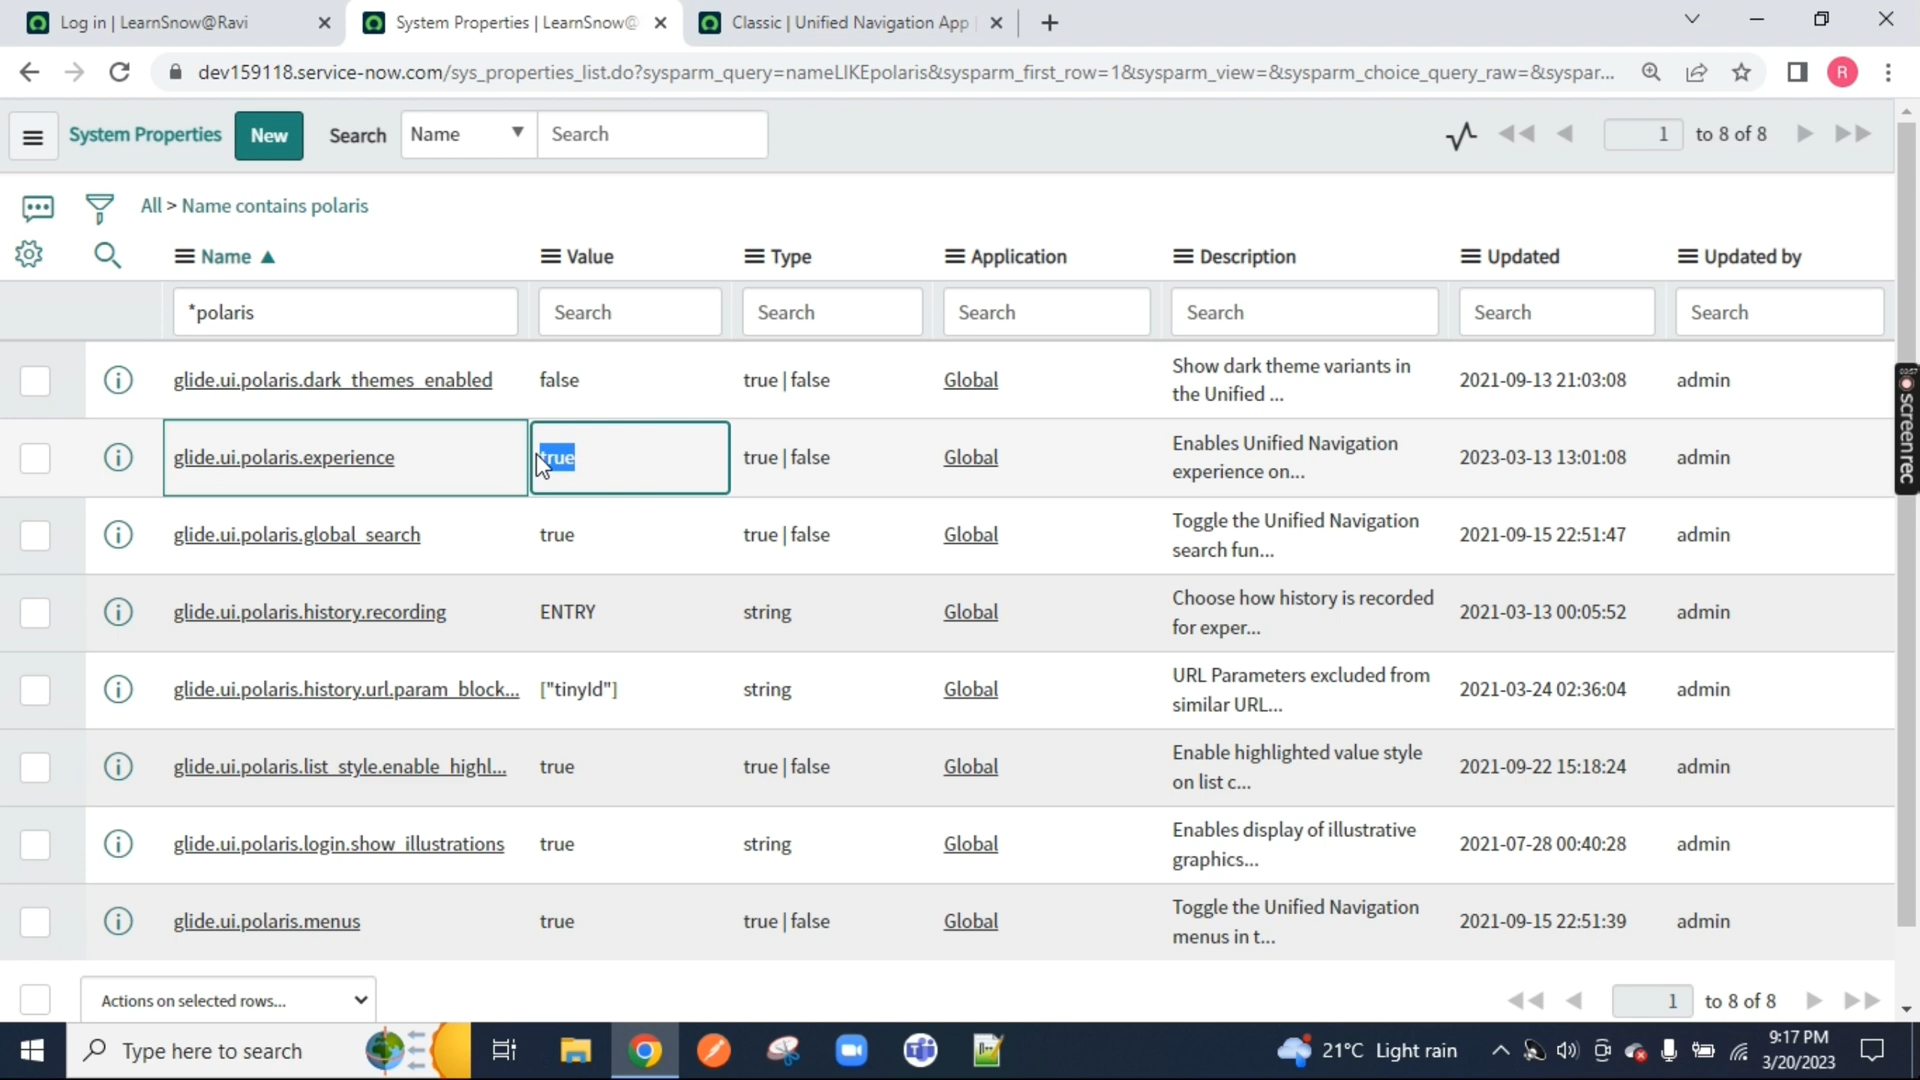 Log in | LearnSnow@Ravi
System Properties | LearnSnow@
Classic | Unified Navigation App
dev159118.service-now.com/sys_properties_list.do?sysparm_query=nameLIKEpolaris&sysparm_first_row=1&sysparm_view=&sysparm_choice_query_raw=&syspar...
R
System Properties New Search Name Search 1 to 8 of 8
All > Name contains polaris
Name Value Type Application Description Updated Updated by
*polaris Search Search Search Search Search Search
glide.ui.polaris.dark_themes_enabled false true | false Global Show dark theme variants in
the Unified ... 2021-09-13 21:03:08 admin
glide.ui.polaris.experience true true | false Global Enables Unified Navigation
experience on... 2023-03-13 13:01:08 admin
glide.ui.polaris.global_search true true | false Global Toggle the Unified Navigation
search fun... 2021-09-15 22:51:47 admin
glide.ui.polaris.history.recording ENTRY string Global Choose how history is recorded
for exper... 2021-03-13 00:05:52 admin
glide.ui.polaris.history.url.param_block... ["tinyId"] string Global URL Parameters excluded from
similar URL... 2021-03-24 02:36:04 admin
glide.ui.polaris.list_style.enable_highl... true true | false Global Enable highlighted value style
on list c... 2021-09-22 15:18:24 admin
glide.ui.polaris.login.show_illustrations true string Global Enables display of illustrative
graphics... 2021-07-28 00:40:28 admin
glide.ui.polaris.menus true true | false Global Toggle the Unified Navigation
menus in t... 2021-09-15 22:51:39 admin
Actions on selected rows... 1 to 8 of 8
screenrec
Type here to search
21°C Light rain
9:17 PM
3/20/2023